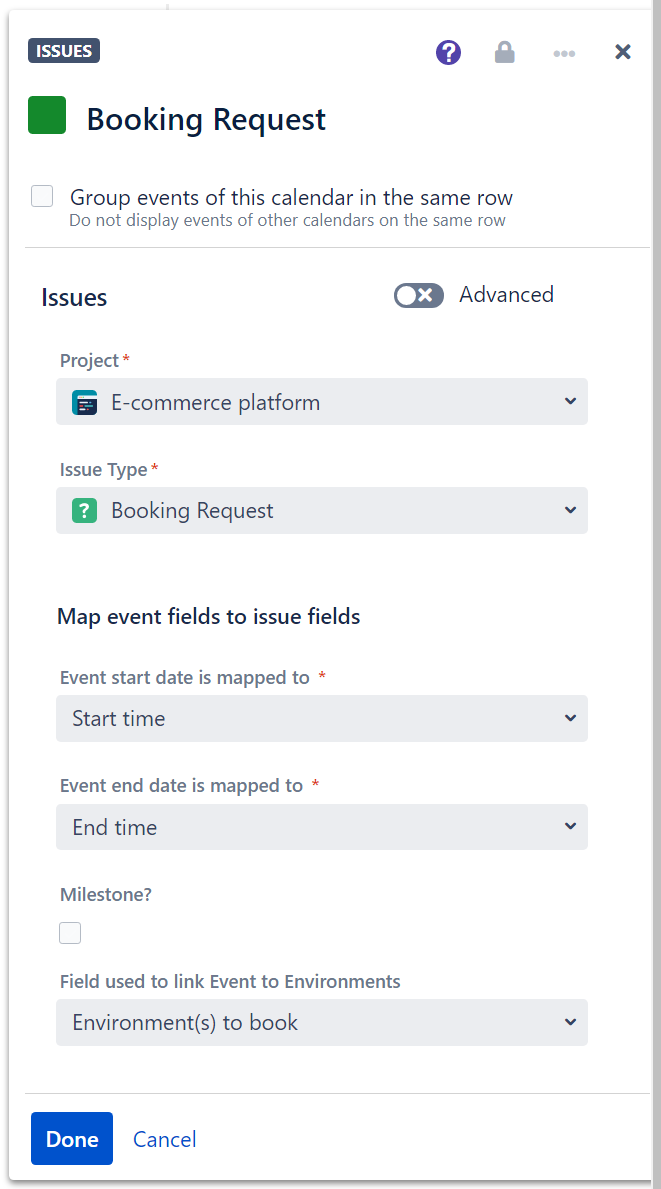 ISSUES
Booking Request
Group events of this calendar in the same row
Do not display events of other calendars on the same row
Issues
Advanced
Project *
E-commerce platform
Issue Type *
? Booking Request
Map event fields to issue fields
Event start date is mapped to *
Start time
Event end date is mapped to *
End time
Milestone?
Field used to link Event to Environments
Environment(s) to book
Done Cancel